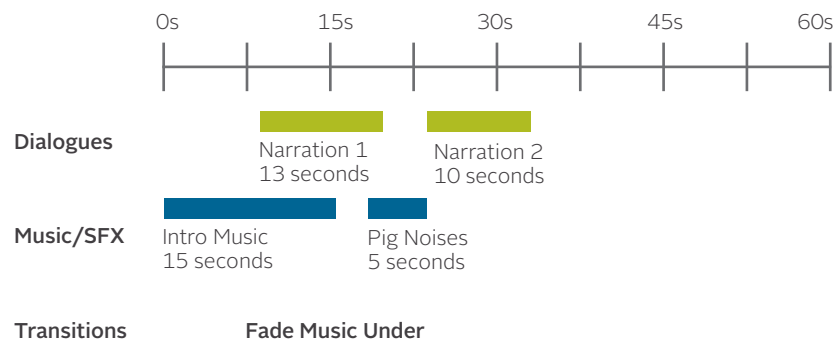 0s 15s 30s 45s 60s
Dialogues
Narration 1
13 seconds
Narration 2
10 seconds
Music/SFX
Intro Music
15 seconds
Pig Noises
5 seconds
Transitions
Fade Music Under